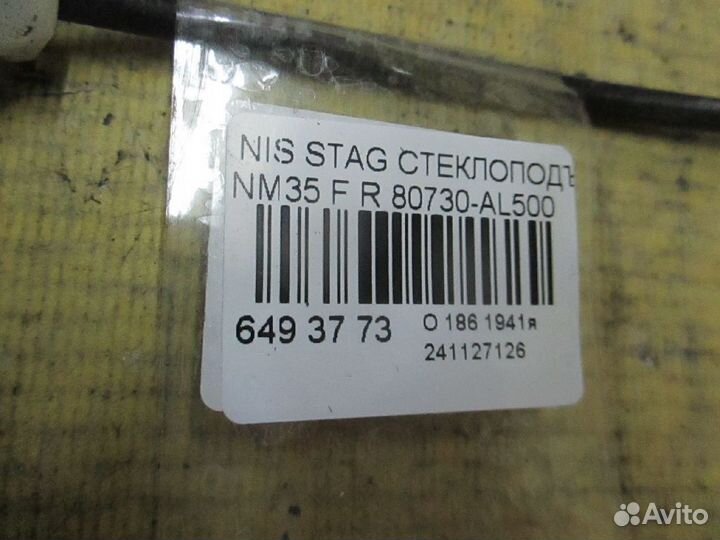 NIS STAG СТЕКЛОПОДЪ
NM35 F R 80730-AL500
649 37 73
О 186 1941я
241127126
Avito